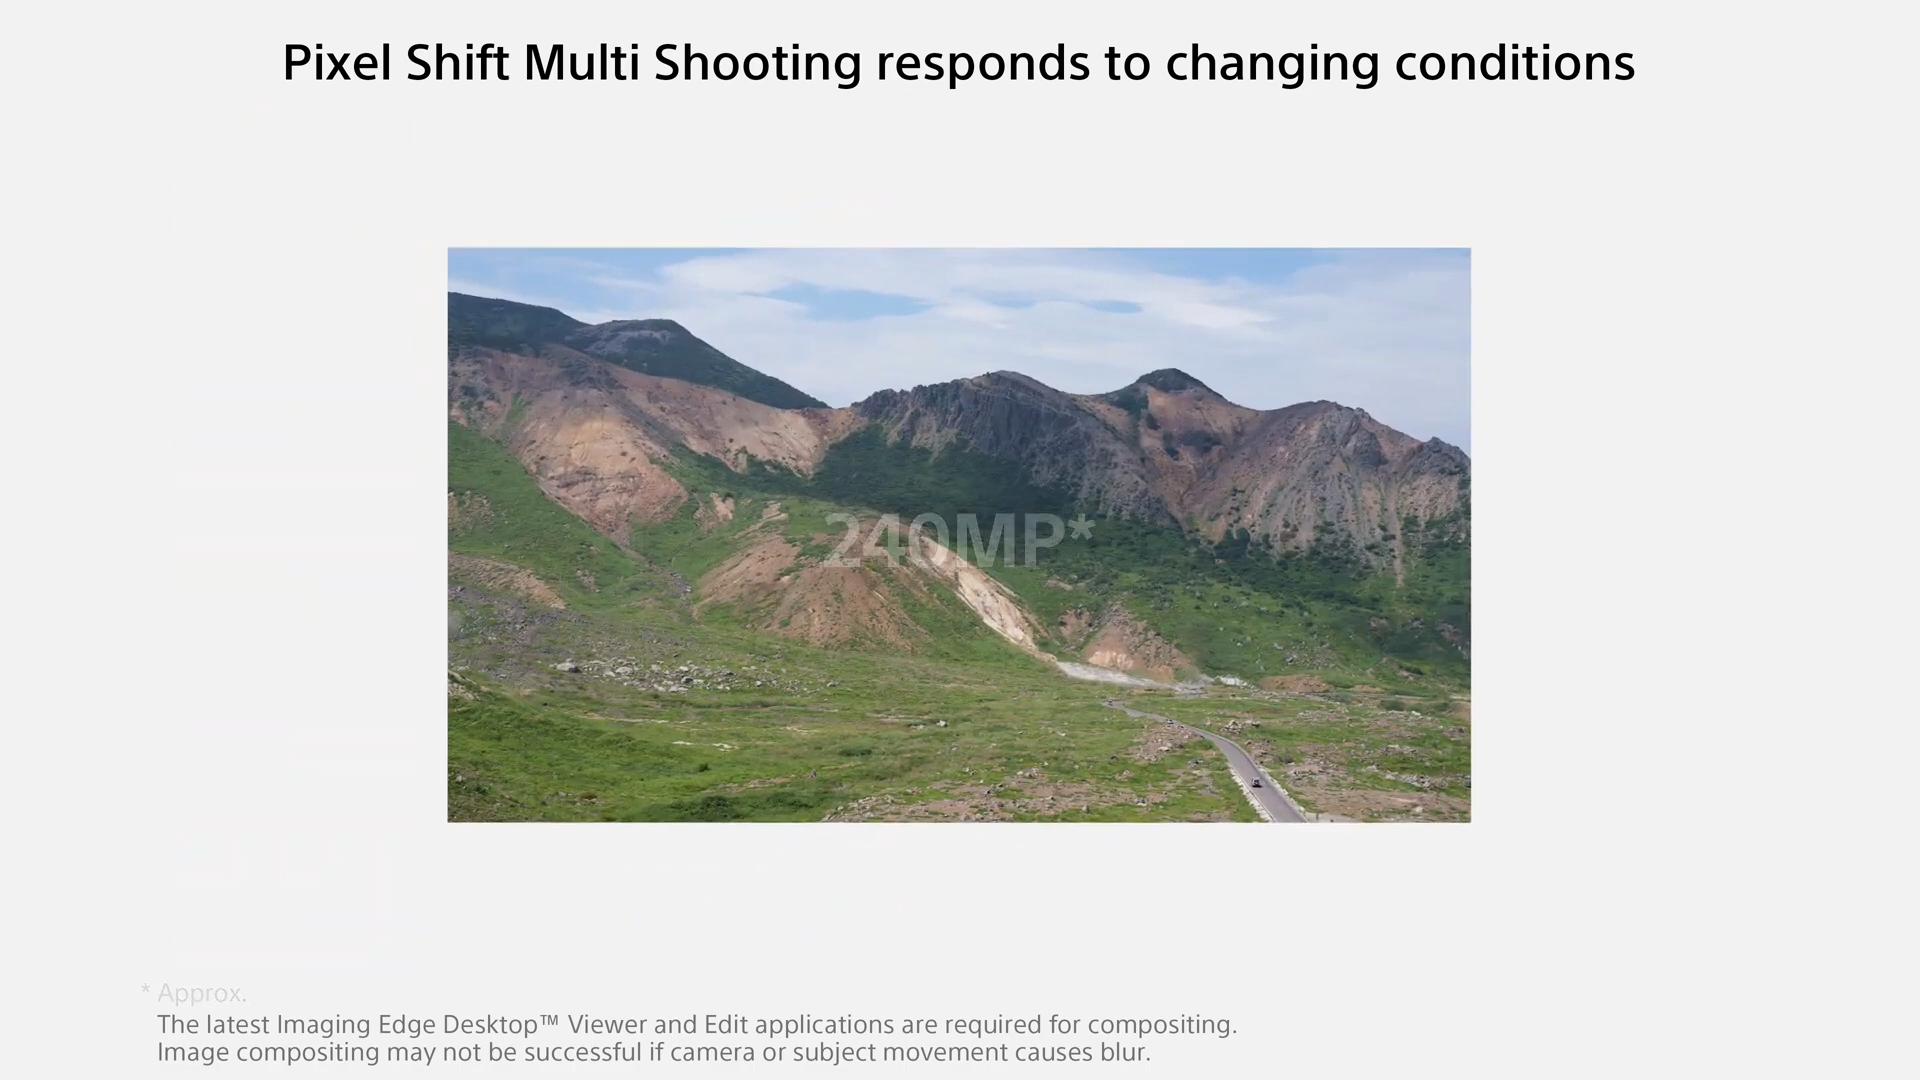 Pixel Shift Multi Shooting responds to changing conditions
240MP*
* Approx.
The latest Imaging Edge Desktop™ Viewer and Edit applications are required for compositing.
Image compositing may not be successful if camera or subject movement causes blur.